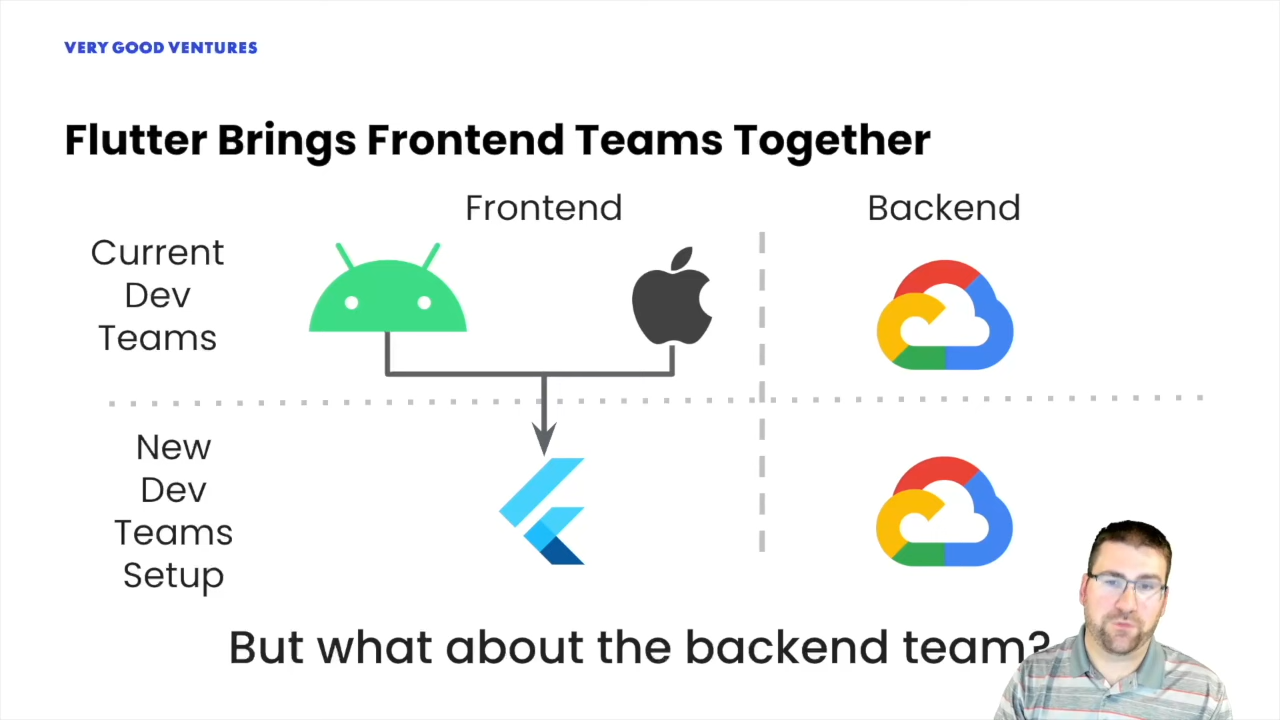 VERY GOOD VENTURES
Flutter Brings Frontend Teams Together
Frontend
Backend
Current
Dev
Teams
New
Dev
Teams
Setup
But what about the backend team?